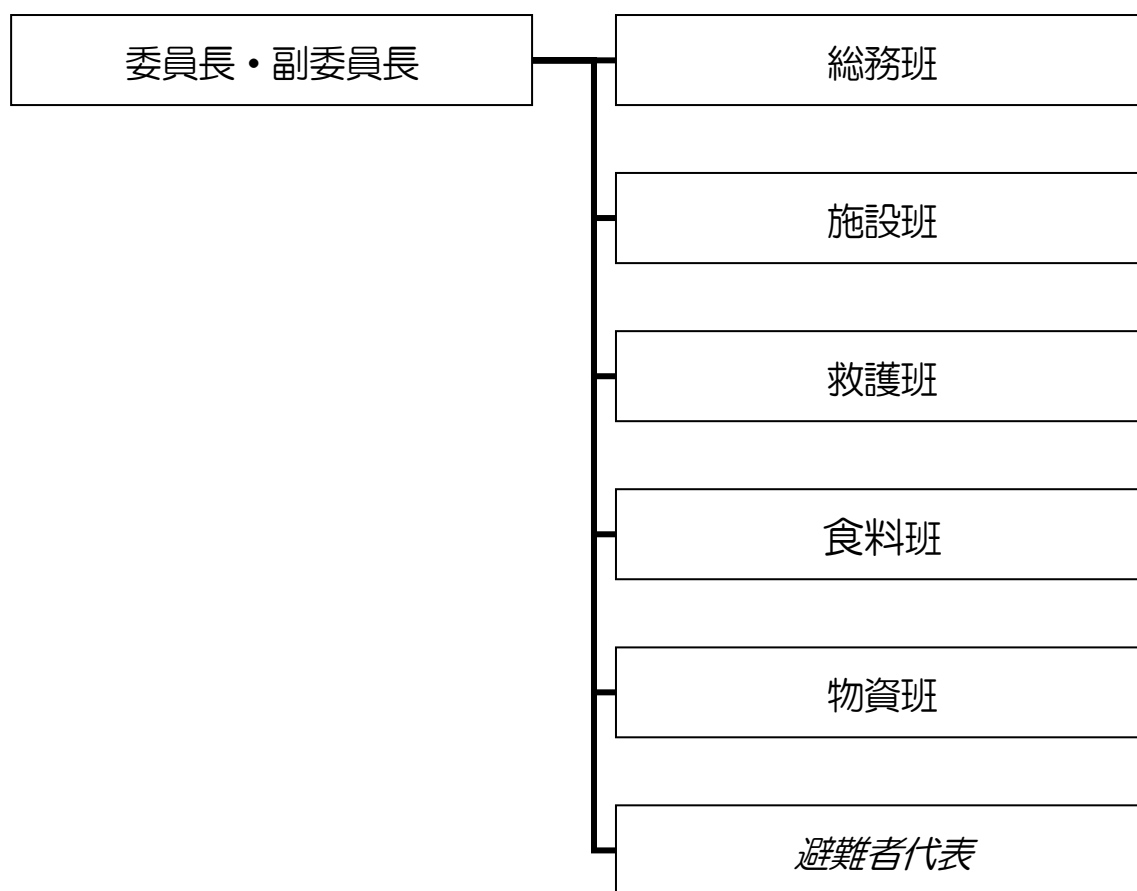 委員長・副委員長
総務班
施設班
救護班
食料班
物資班
避難者代表